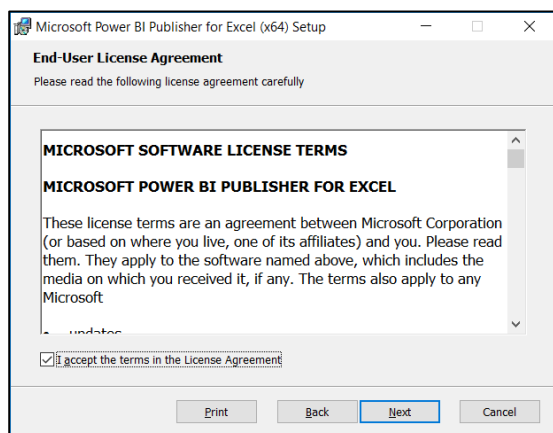 Microsoft Power BI Publisher for Excel (x64) Setup
End-User License Agreement
Please read the following license agreement carefully
MICROSOFT SOFTWARE LICENSE TERMS
MICROSOFT POWER BI PUBLISHER FOR EXCEL
These license terms are an agreement between Microsoft Corporation
(or based on where you live, one of its affiliates) and you. Please read
them. They apply to the software named above, which includes the
media on which you received it, if any. The terms also apply to any
Microsoft
• updates
I accept the terms in the License Agreement
Print Back Next Cancel